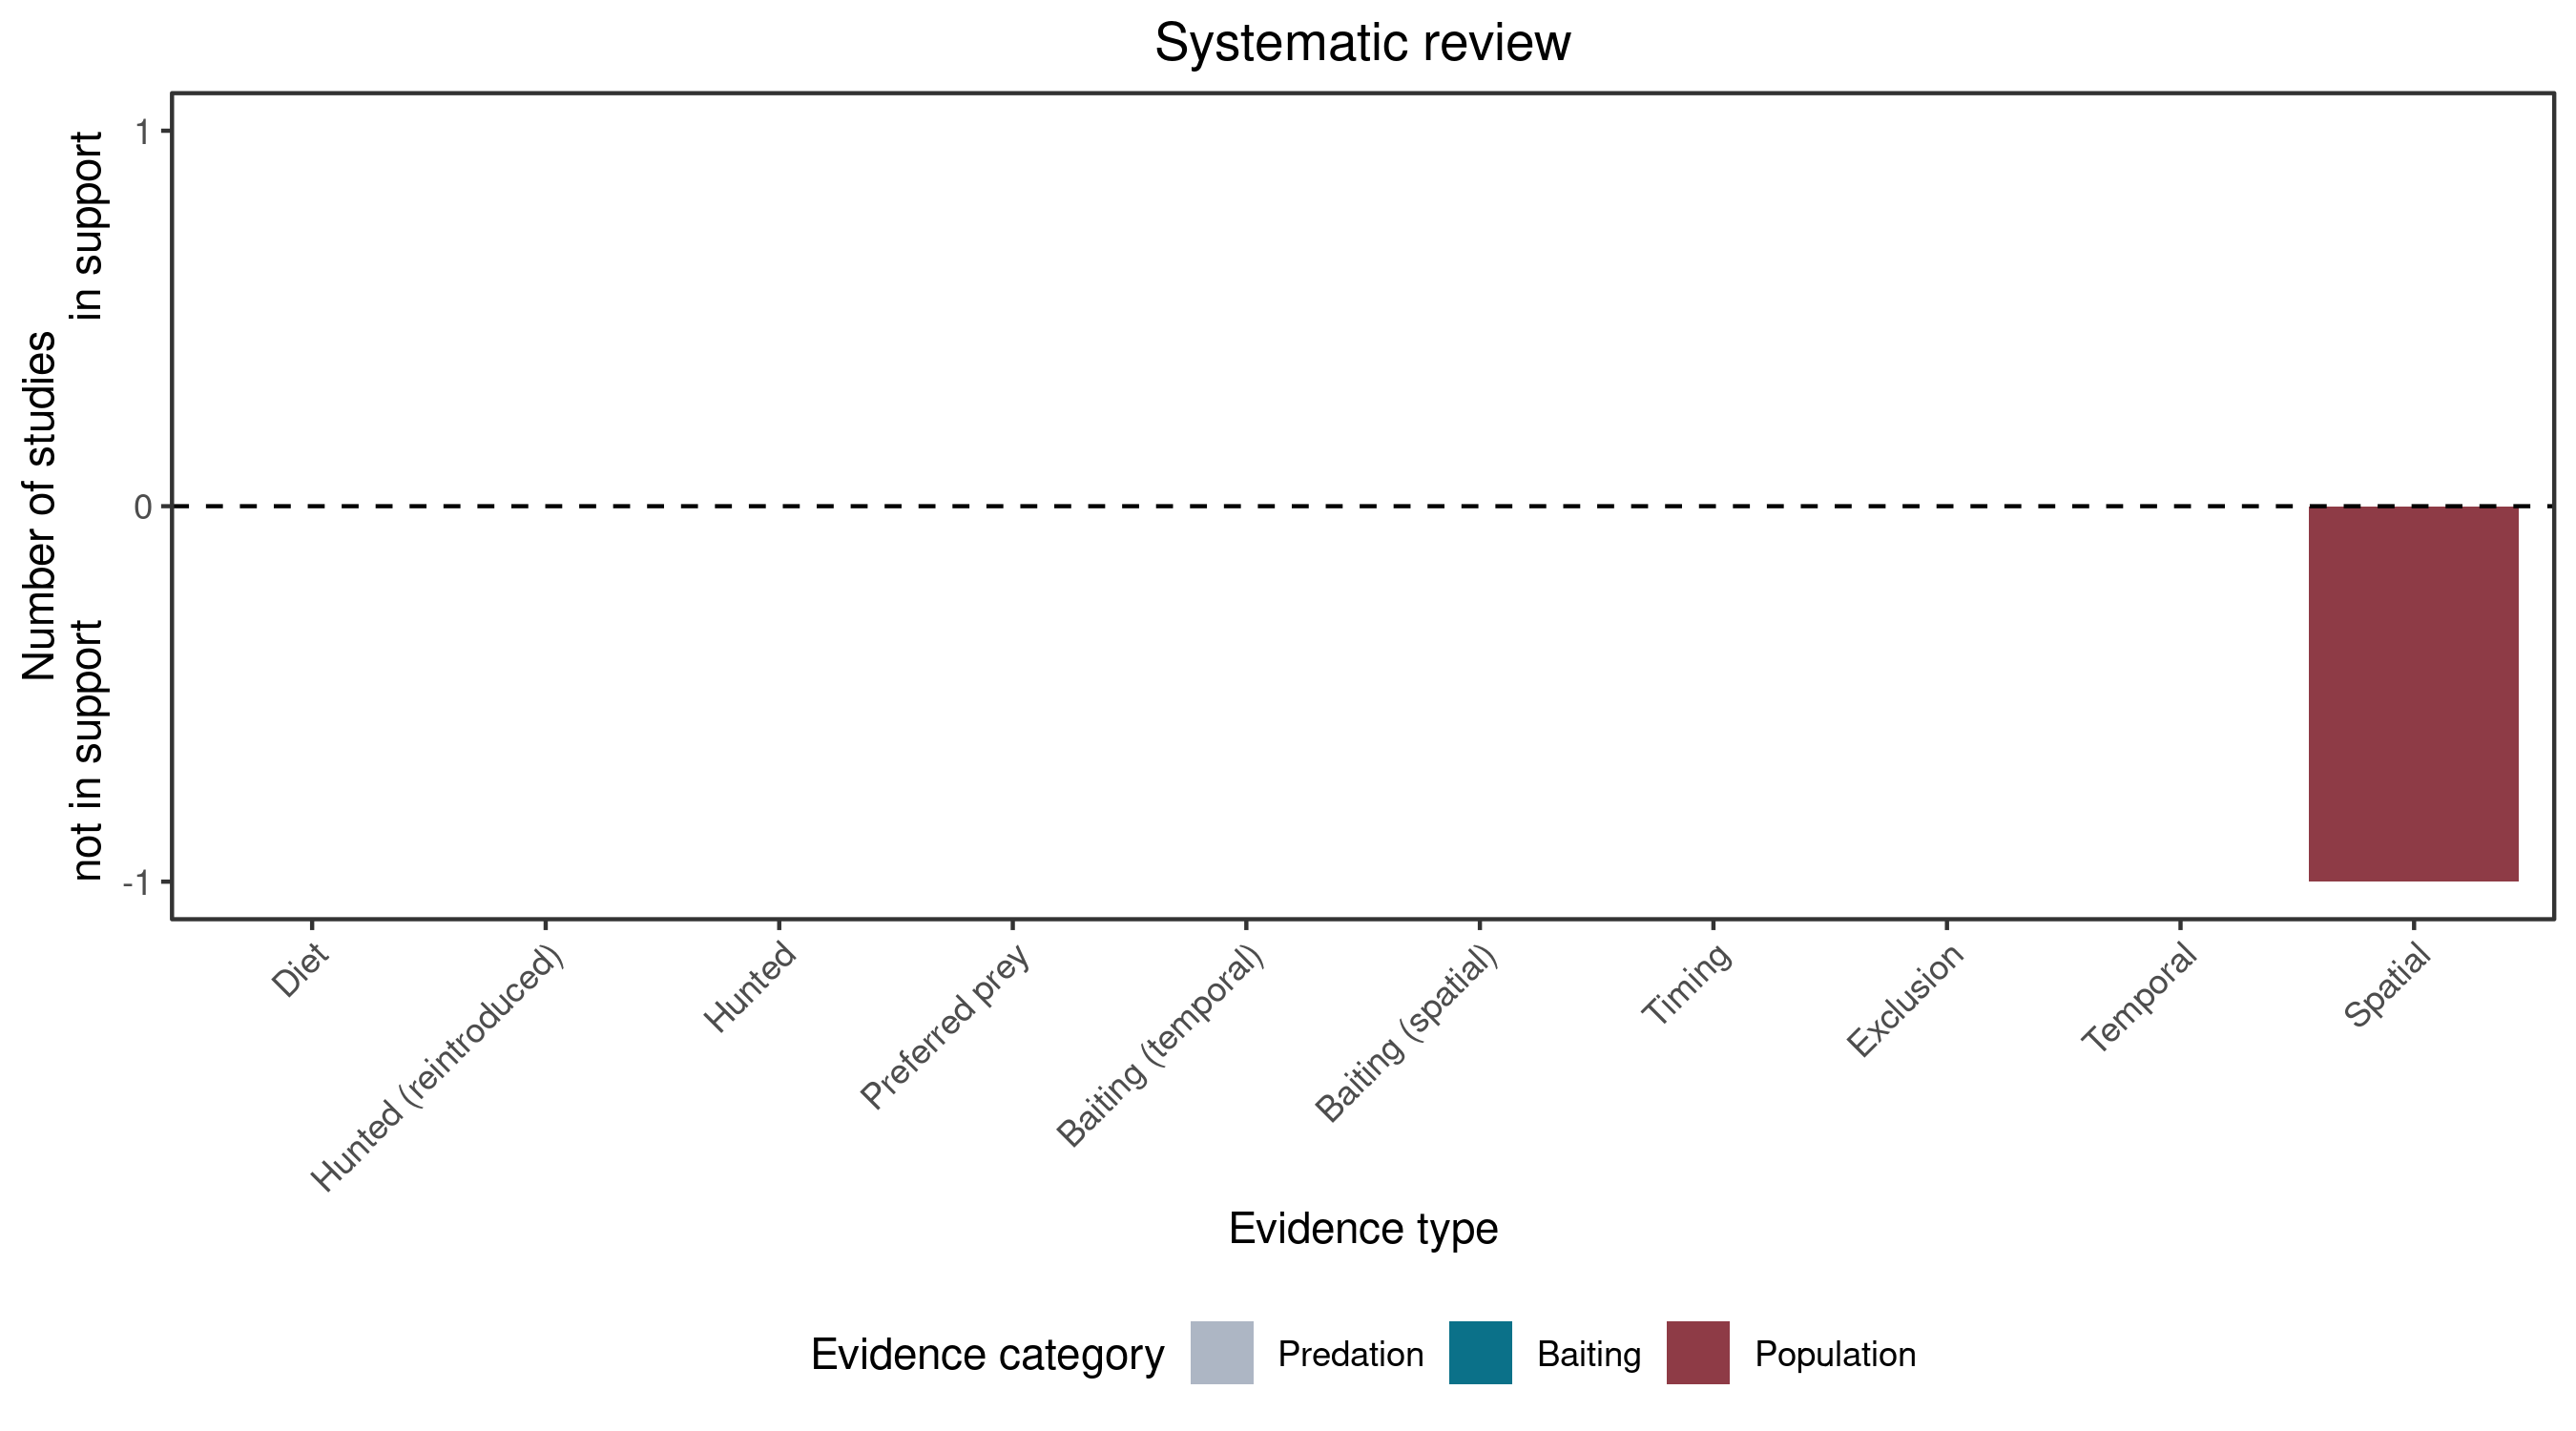 Systematic review
Number of studies
not in support in support
1
0
-1
Diet
Hunted (reintroduced)
Hunted
Preferred prey
Baiting (temporal)
Baiting (spatial)
Timing
Exclusion
Temporal
Spatial
Evidence type
Evidence category Predation Baiting Population